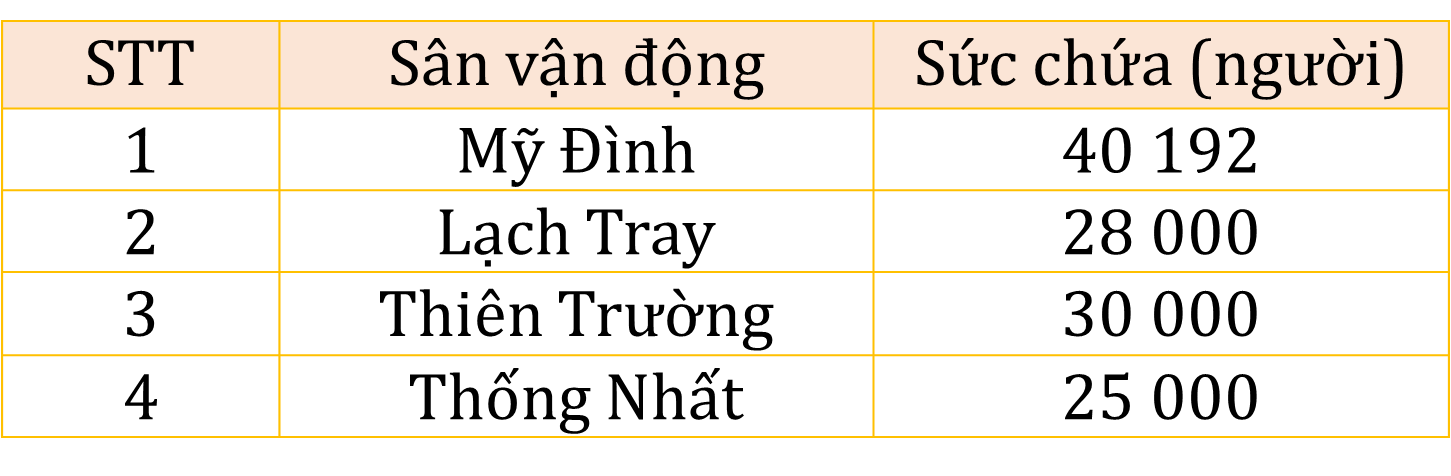 STT Sân vận động Sức chứa (người)
1 Mỹ Đình 40 192
2 Lạch Tray 28 000
3 Thiên Trường 30 000
4 Thống Nhất 25 000